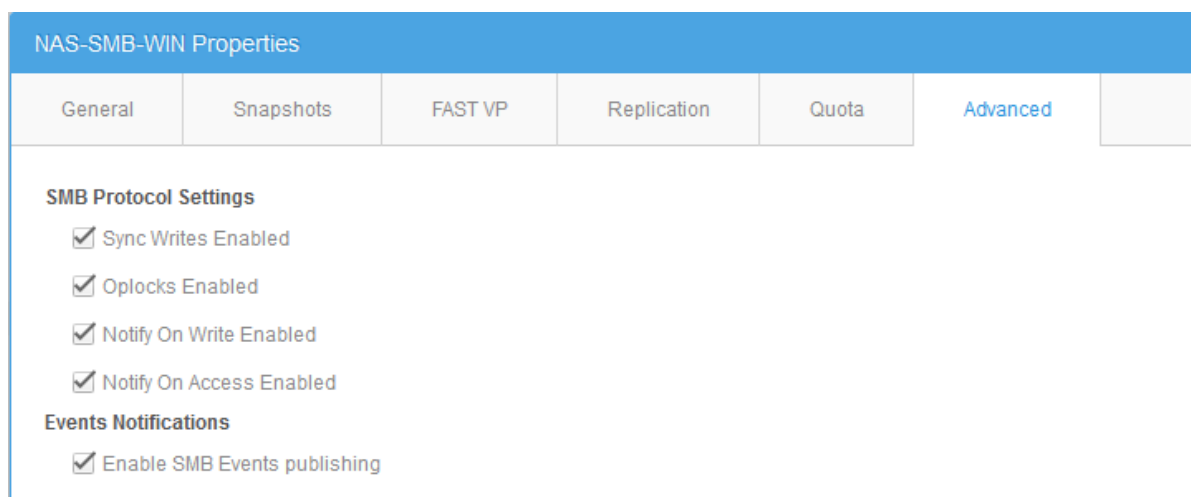 NAS-SMB-WIN Properties
General Snapshots FAST VP Replication Quota Advanced
SMB Protocol Settings
Sync Writes Enabled
Oplocks Enabled
Notify On Write Enabled
Notify On Access Enabled
Events Notifications
Enable SMB Events publishing